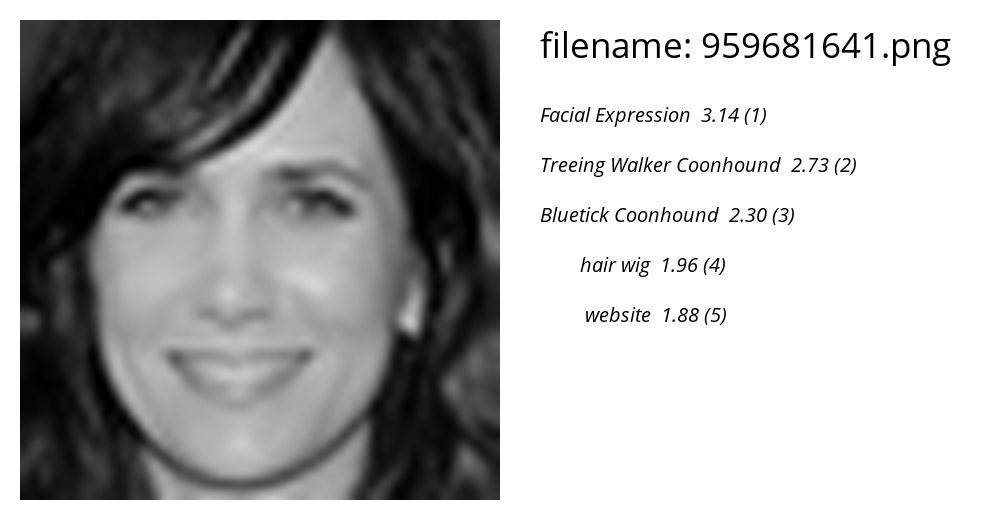 filename: 959681641.png
Facial Expression 3.14 (1)
Treeing Walker Coonhound 2.73 (2)
Bluetick Coonhound 2.30 (3)
hair wig 1.96 (4)
website 1.88 (5)